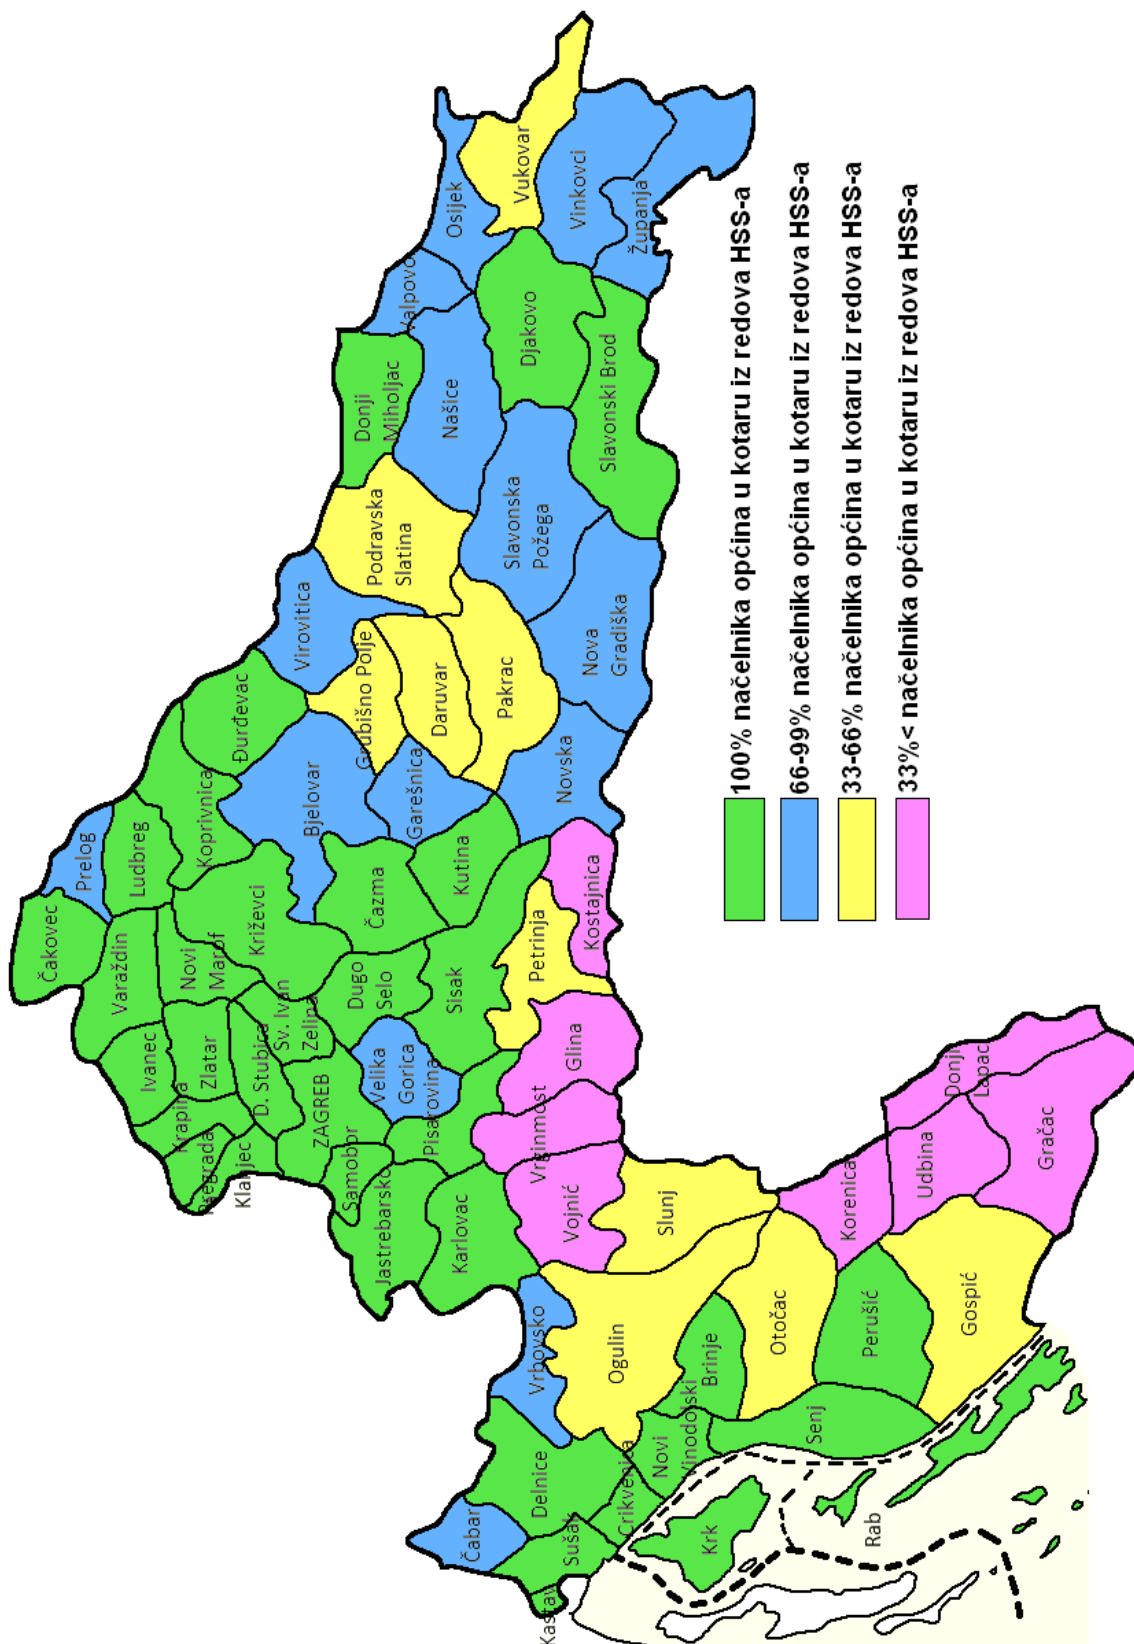 Čakovec
Prelog
Varaždin
Ludbreg
Ivanec
Novi
Marof
Koprivnica
Đurđevac
Krapina
Zlatar
Pregrada
Klanjec
D. Stubica
Sv. Ivan
Zelina
Križevci
Bjelovar
Virovitica
ZAGREB
Samobor
Dugo
Selo
Čazma
Grubišno Polje
Podravska
Slatina
Donji
Miholjac
Valpovo
Osijek
Jastrebarsko
Velika
Gorica
Pisarovina
Sisak
Kutina
Garešnica
Daruvar
Pakrac
Našice
Karlovac
Slavonska
Požega
Djakovo
Vukovar
Vinkovci
Županja
Slavonski Brod
Nova
Gradiška
Novska
Petrinja
Kostajnica
Glina
Vrginmost
Vojnić
Slunj
Čabar
Delnice
Vrbovsko
Ogulin
Kastav
Sušak
Crikvenica
Novi
Vinodolski
Brinje
Otočac
Krk
Rab
Senj
Perušić
Korenica
Gospić
Udbina
Donji
Lapac
Gračac
100% načelnika općina u kotaru iz redova HSS-a
66-99% načelnika općina u kotaru iz redova HSS-a
33-66% načelnika općina u kotaru iz redova HSS-a
33%< načelnika općina u kotaru iz redova HSS-a